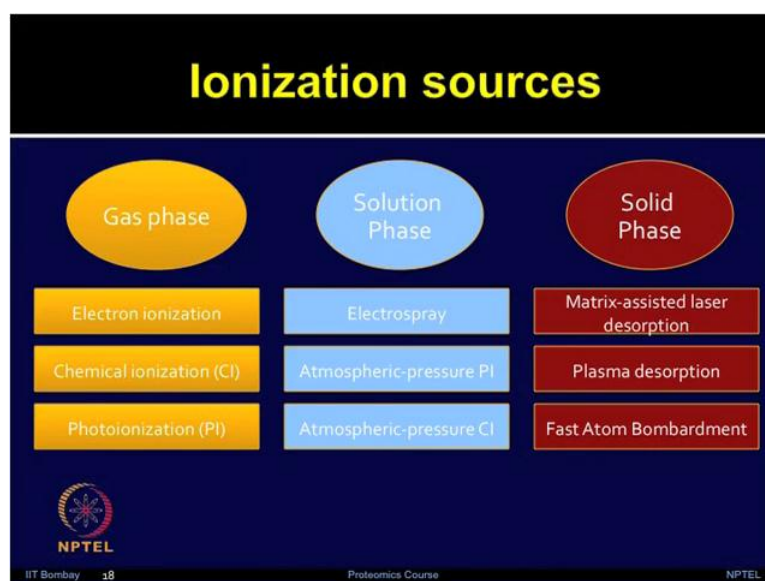 Ionization sources
Gas phase
Solution
Phase
Solid
Phase
Electron ionization
Electrospray
Matrix-assisted laser
desorption
Chemical ionization (CI)
Atmospheric-pressure PI
Plasma desorption
Photoionization (PI)
Atmospheric-pressure CI
Fast Atom Bombardment
NPTEL
IIT Bombay
18
Proteomics Course
NPTEL